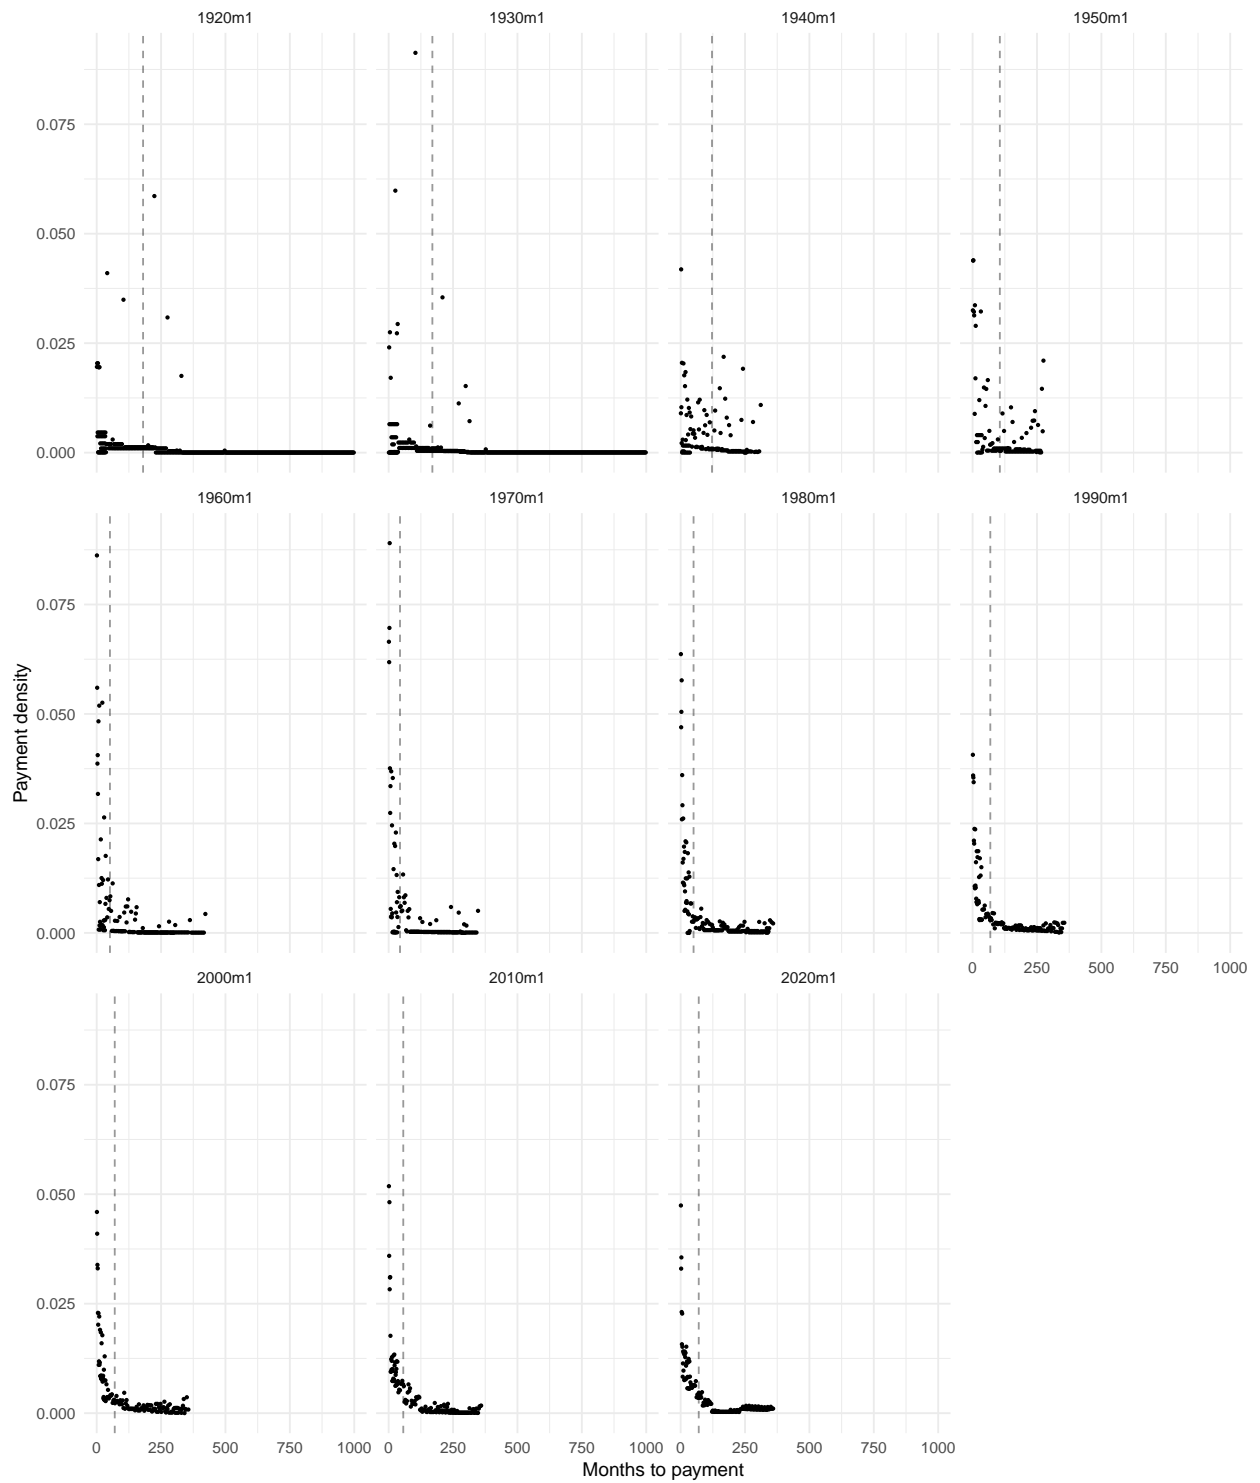 1920m1 1930m1 1940m1 1950m1
0.075
0.050
0.025
0.000
1960m1 1970m1 1980m1 1990m1
0.075
0.050
0.025
0.000
0 250 500 750 1000
2000m1 2010m1 2020m1
0.075
0.050
0.025
0.000
0 250 500 750 1000 0 250 500 750 1000 0 250 500 750 1000
Months to payment
Payment density